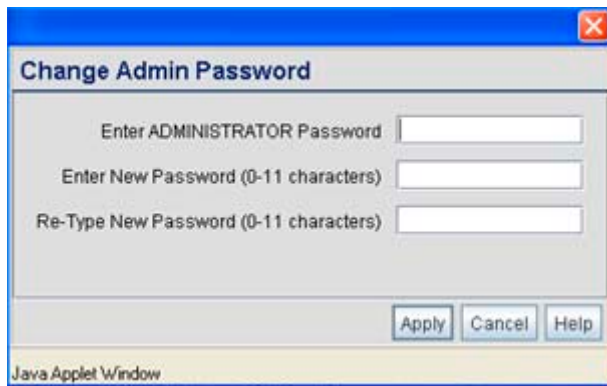 Change Admin Password
Enter ADMINISTRATOR Password
Enter New Password (0-11 characters)
Re-Type New Password (0-11 characters)
Apply Cancel Help
Java Applet Window